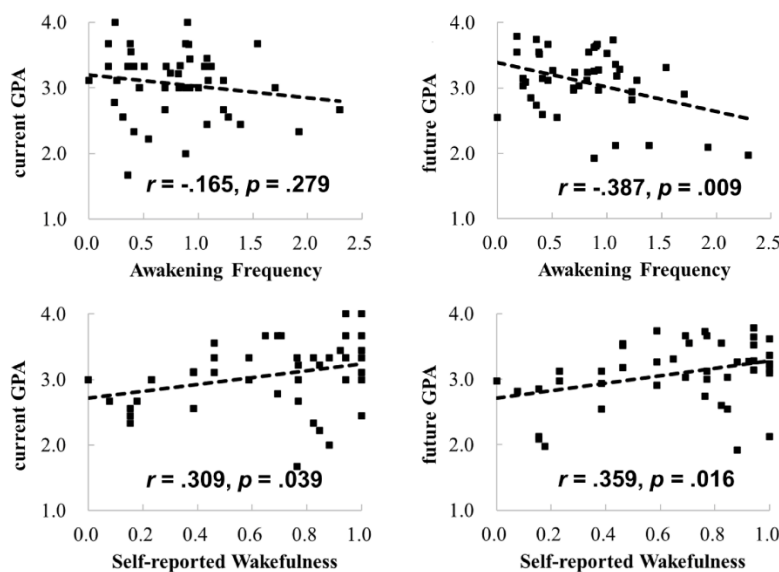 current GPA
4.0
3.0
2.0
1.0
r = -.165, p = .279
0.0 0.5 1.0 1.5 2.0 2.5
Awakening Frequency
future GPA
4.0
3.0
2.0
1.0
r = -.387, p = .009
0.0 0.5 1.0 1.5 2.0 2.5
Awakening Frequency
current GPA
4.0
3.0
2.0
1.0
r = .309, p = .039
0.0 0.2 0.4 0.6 0.8 1.0
Self-reported Wakefulness
future GPA
4.0
3.0
2.0
1.0
r = .359, p = .016
0.0 0.2 0.4 0.6 0.8 1.0
Self-reported Wakefulness